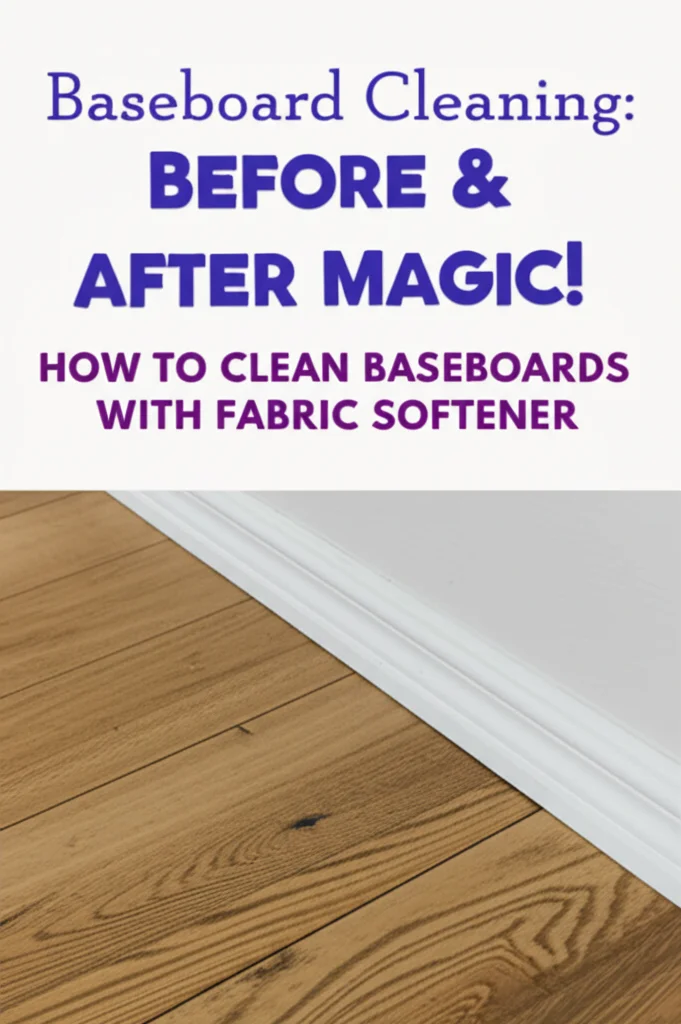 Baseboard Cleaning:
BEFORE &
AFTER MAGIC!
HOW TO CLEAN BASEBOARDS
WITH FABRIC SOFTENER